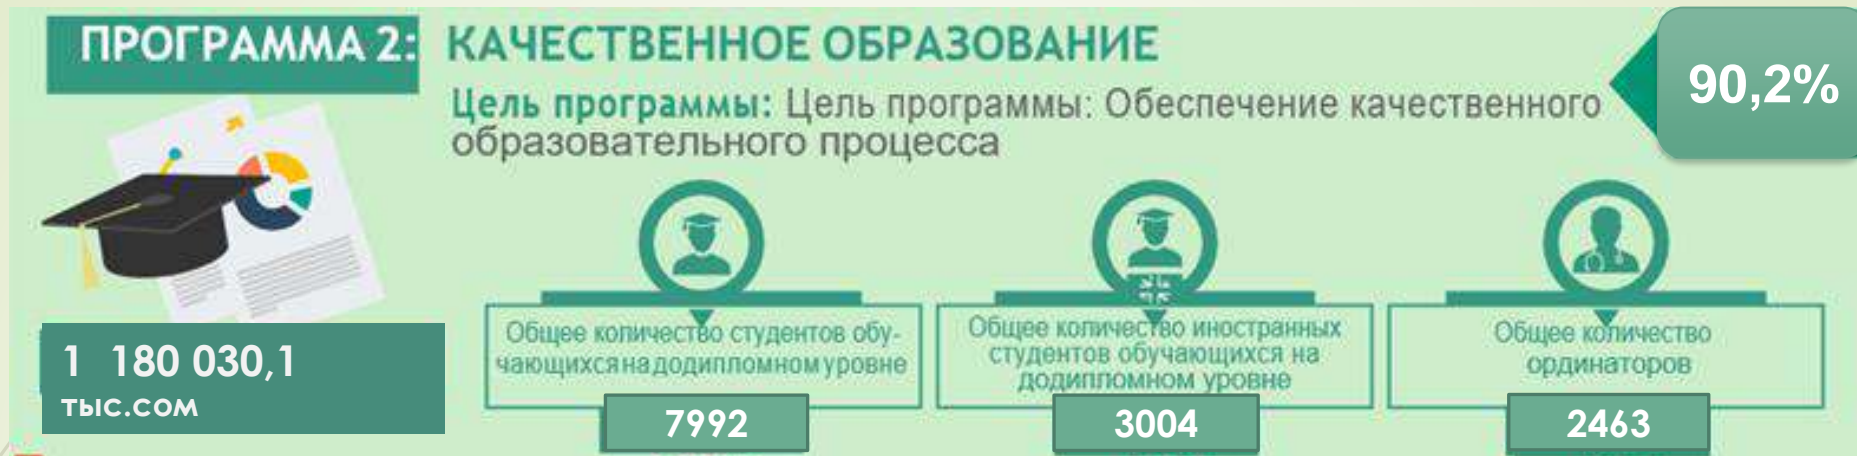 ПРОГРАММА 2: КАЧЕСТВЕННОЕ ОБРАЗОВАНИЕ
90,2%
Цель программы: Цель программы: Обеспечение качественного
образовательного процесса
1 180 030,1
тыс.сом
Общее количество студентов обу-
чающихся на додипломном уровне
7992
Общее количество иностранных
студентов обучающихся на
додипломном уровне
3004
Общее количество
ординаторов
2463